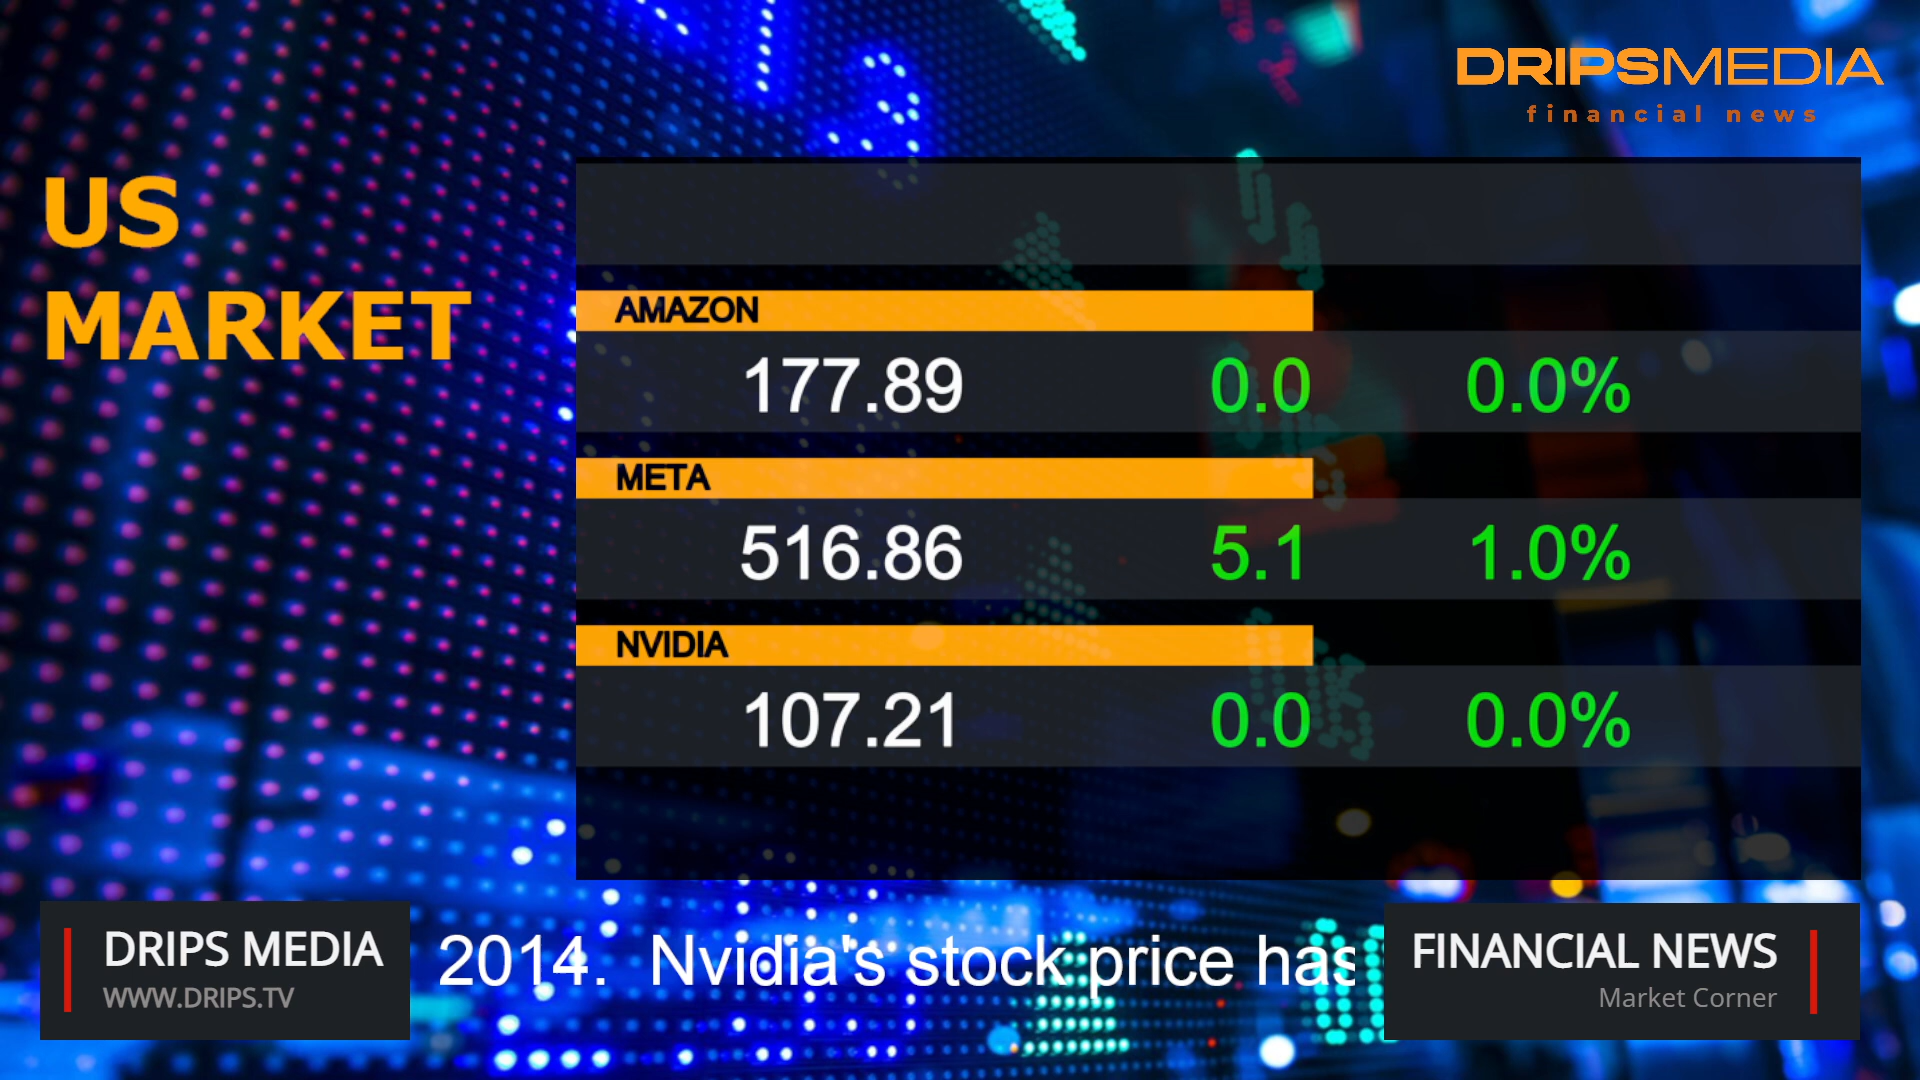 DRIPSMEDIA
financial news
US
MARKET
AMAZON
177.89 0.0 0.0%
META
516.86 5.1 1.0%
NVIDIA
107.21 0.0 0.0%
DRIPS MEDIA
WWW.DRIPS.TV
2014. Nvidia's stock price has
FINANCIAL NEWS
Market Corner